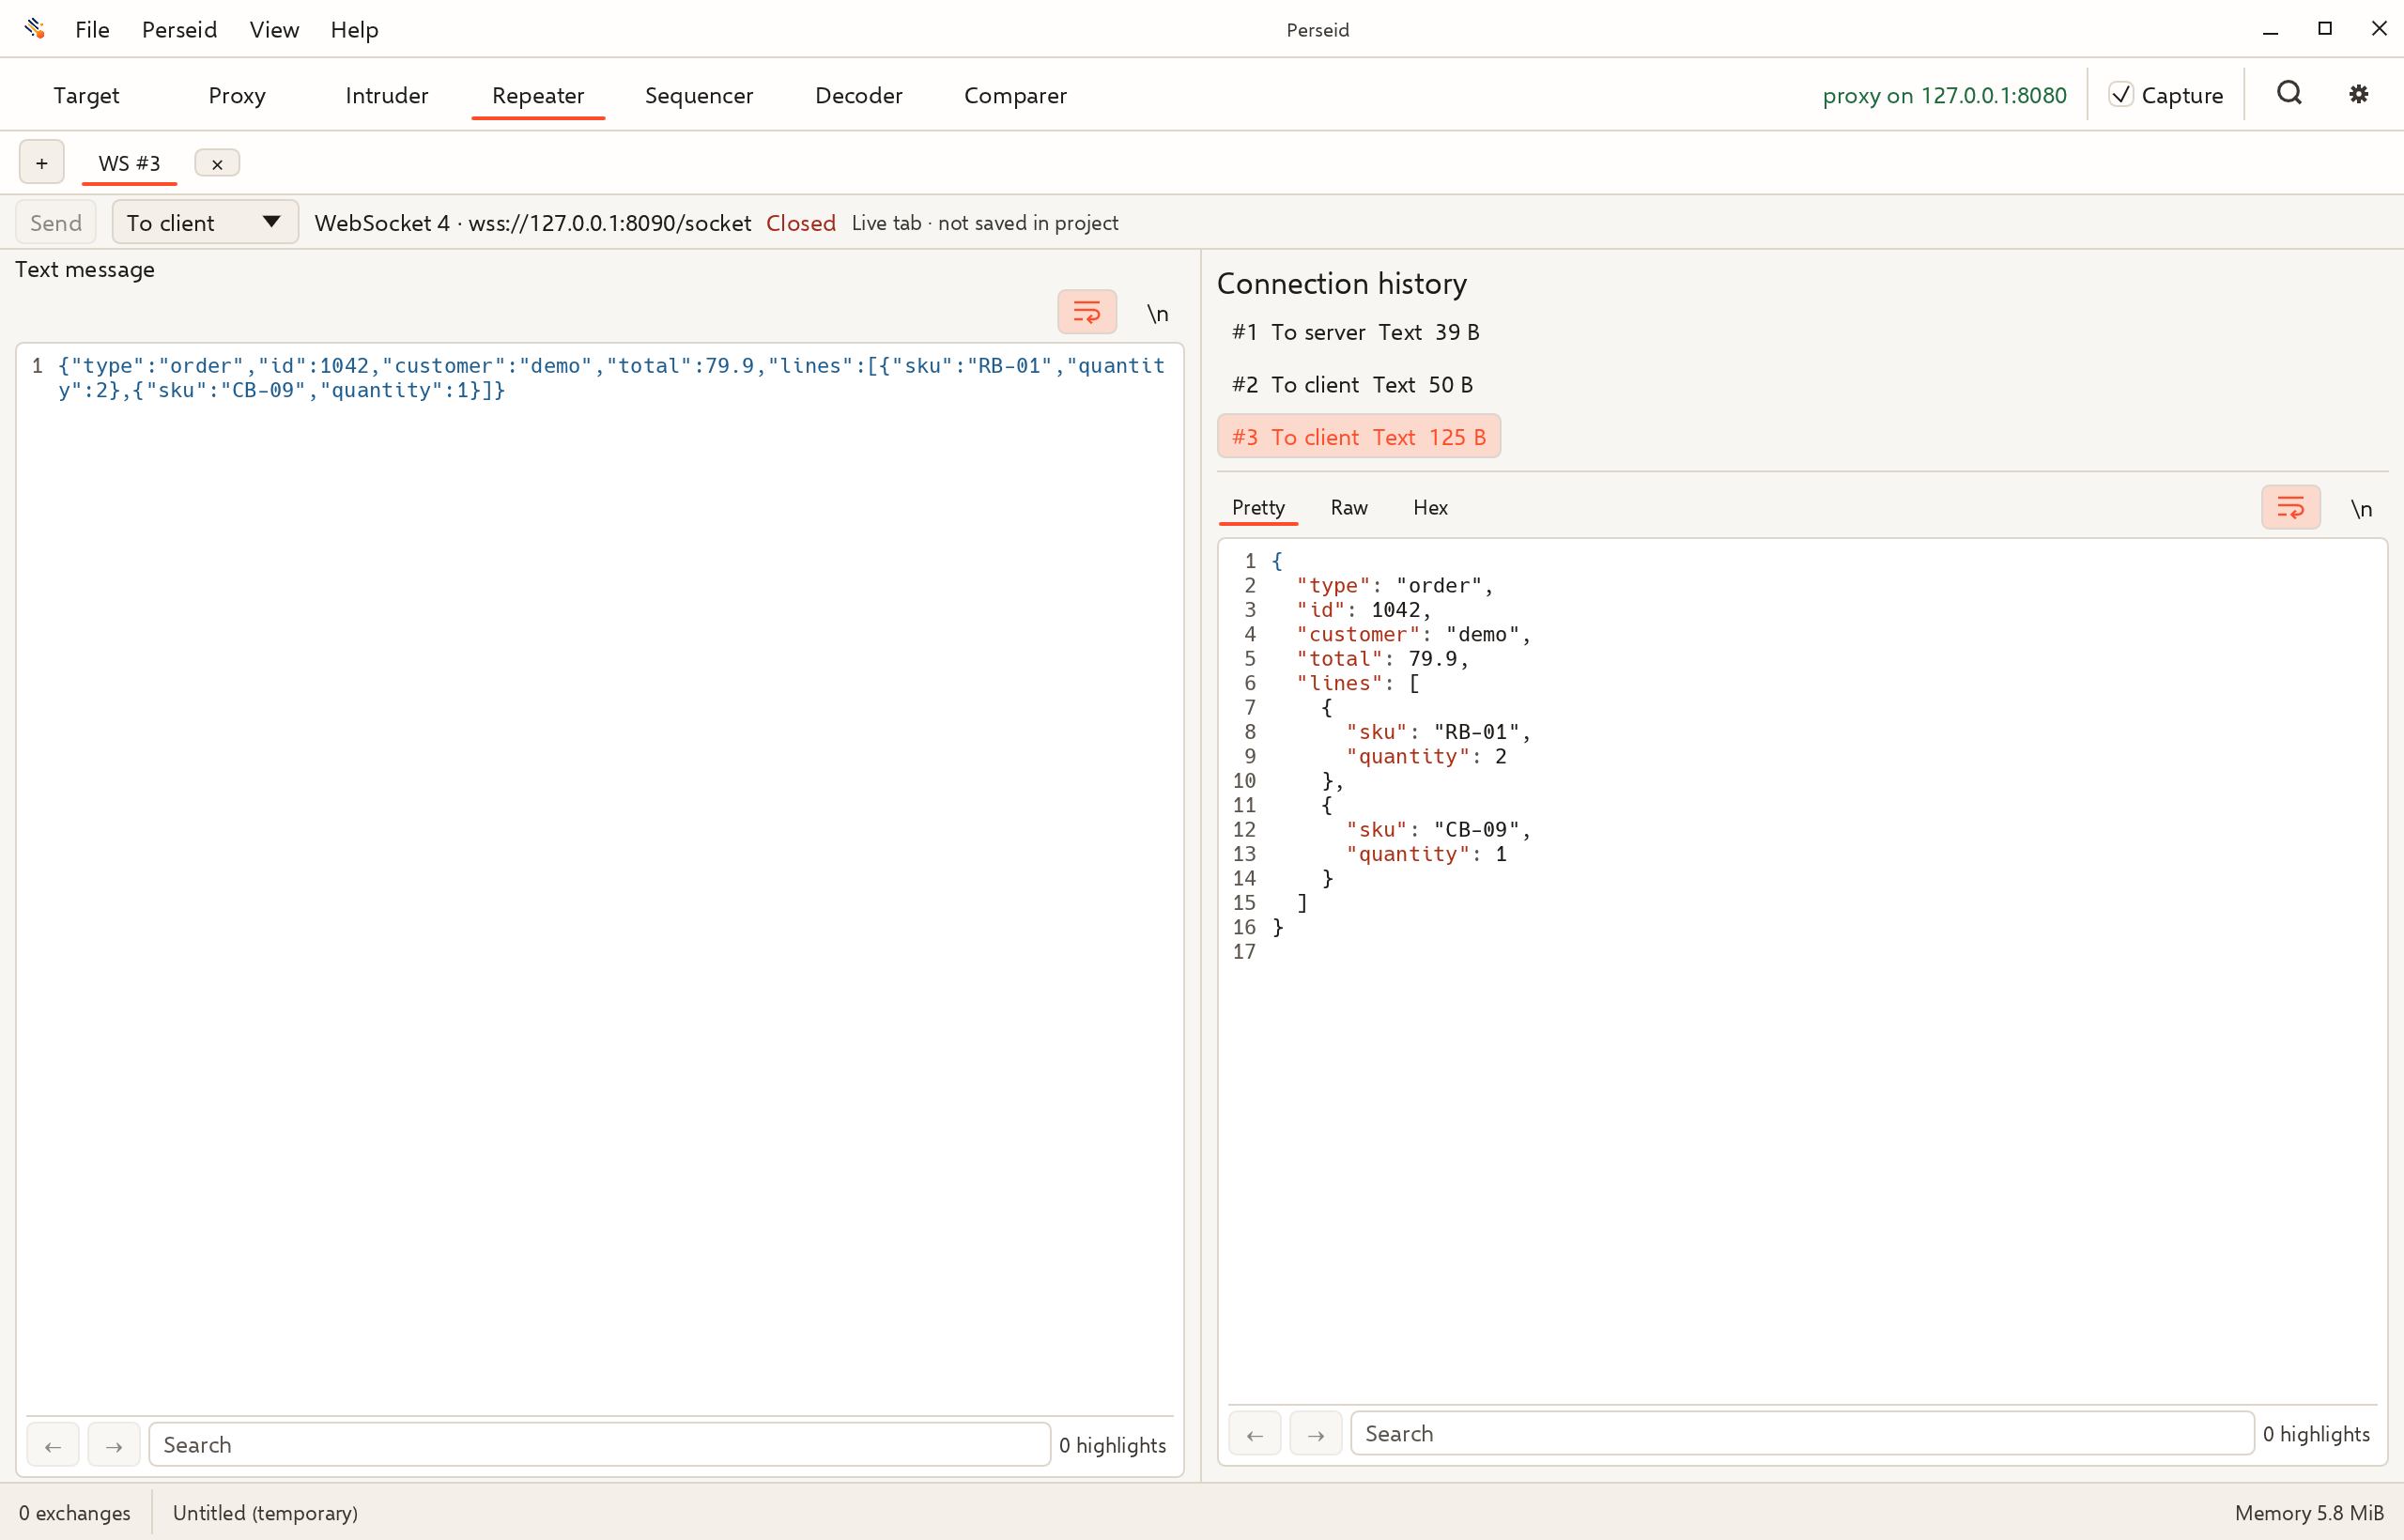 File Perseid View Help Perseid
Target Proxy Intruder Repeater Sequencer Decoder Comparer proxy on 127.0.0.1:8080 Capture
+ WS #3 ×
Send To client WebSocket 4 · wss://127.0.0.1:8090/socket Closed Live tab · not saved in project
Text message
\n
1 {"type":"order","id":1042,"customer":"demo","total":79.9,"lines":[{"sku":"RB-01","quantit
y":2},{"sku":"CB-09","quantity":1}]}
← → Search 0 highlights
Connection history
#1 To server Text 39 B
#2 To client Text 50 B
#3 To client Text 125 B
Pretty Raw Hex \n
1 {
2   "type": "order",
3   "id": 1042,
4   "customer": "demo",
5   "total": 79.9,
6   "lines": [
7     {
8       "sku": "RB-01",
9       "quantity": 2
10     },
11     {
12       "sku": "CB-09",
13       "quantity": 1
14     }
15   ]
16 }
17
← → Search 0 highlights
0 exchanges Untitled (temporary) Memory 5.8 MiB